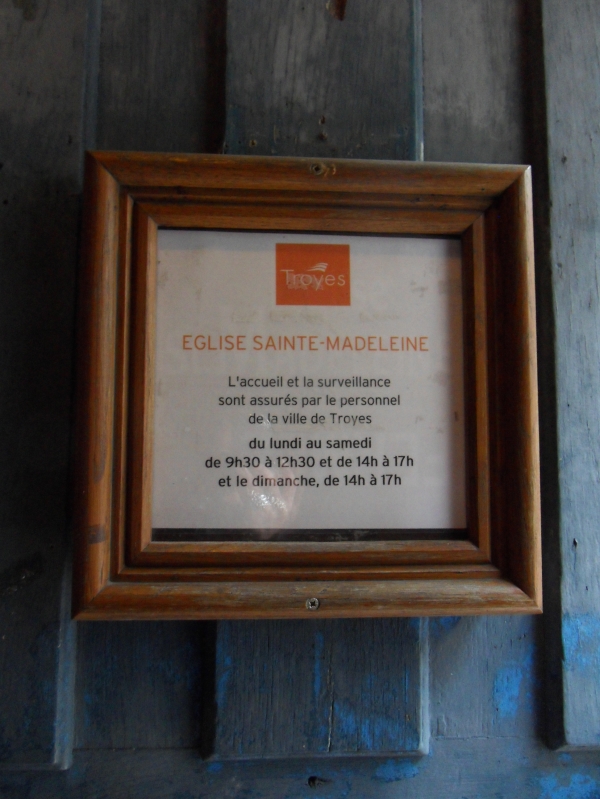 Troyes
EGLISE SAINTE-MADELEINE
L'accueil et la surveillance
sont assurés par le personnel
de la ville de Troyes
du lundi au samedi
de 9h30 à 12h30 et de 14h à 17h
et le dimanche, de 14h à 17h